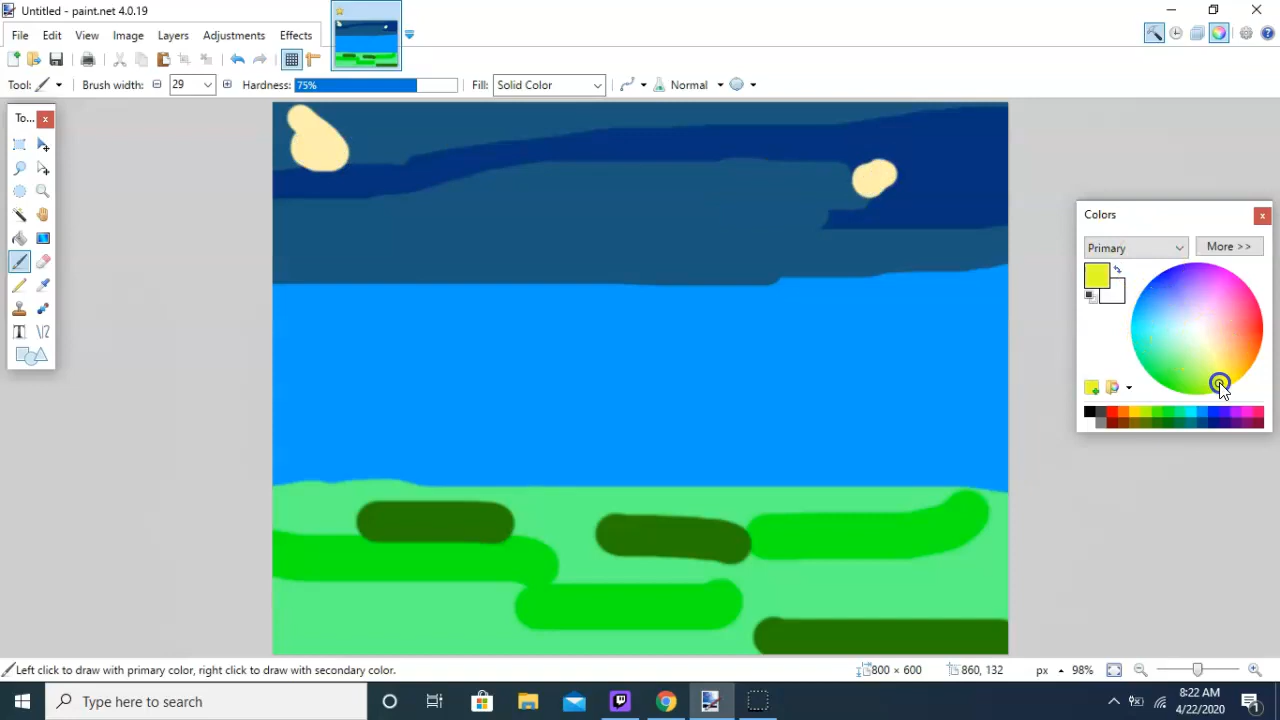 Untitled - paint.net 4.0.19
File Edit View Image Layers Adjustments Effects
Tool: Brush width: 29 Hardness: 75% Fill: Solid Color Normal
To... x
T
Colors
Primary More >>
Left click to draw with primary color, right click to draw with secondary color. 800 × 600 860, 132 px 98%
Type here to search
8:22 AM
4/22/2020
1